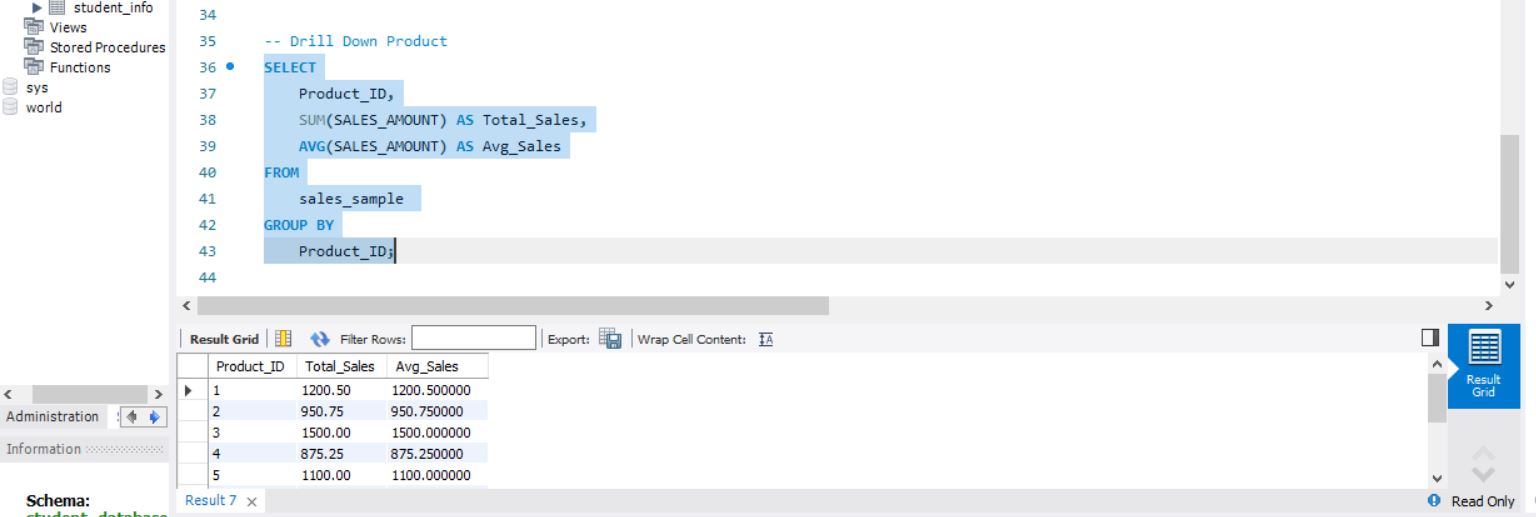 student_info
Views
Stored Procedures
Functions
sys
world
Administration
Information
Schema:
34
35 -- Drill Down Product
36 SELECT
37 Product_ID,
38 SUM(SALES_AMOUNT) AS Total_Sales,
39 AVG(SALES_AMOUNT) AS Avg_Sales
40 FROM
41 sales_sample
42 GROUP BY
43 Product_ID;
44
Result Grid Filter Rows: Export: Wrap Cell Content: IA
Product_ID Total_Sales Avg_Sales
1 1200.50 1200.500000
2 950.75 950.750000
3 1500.00 1500.000000
4 875.25 875.250000
5 1100.00 1100.000000
Result
Grid
Result 7
Read Only